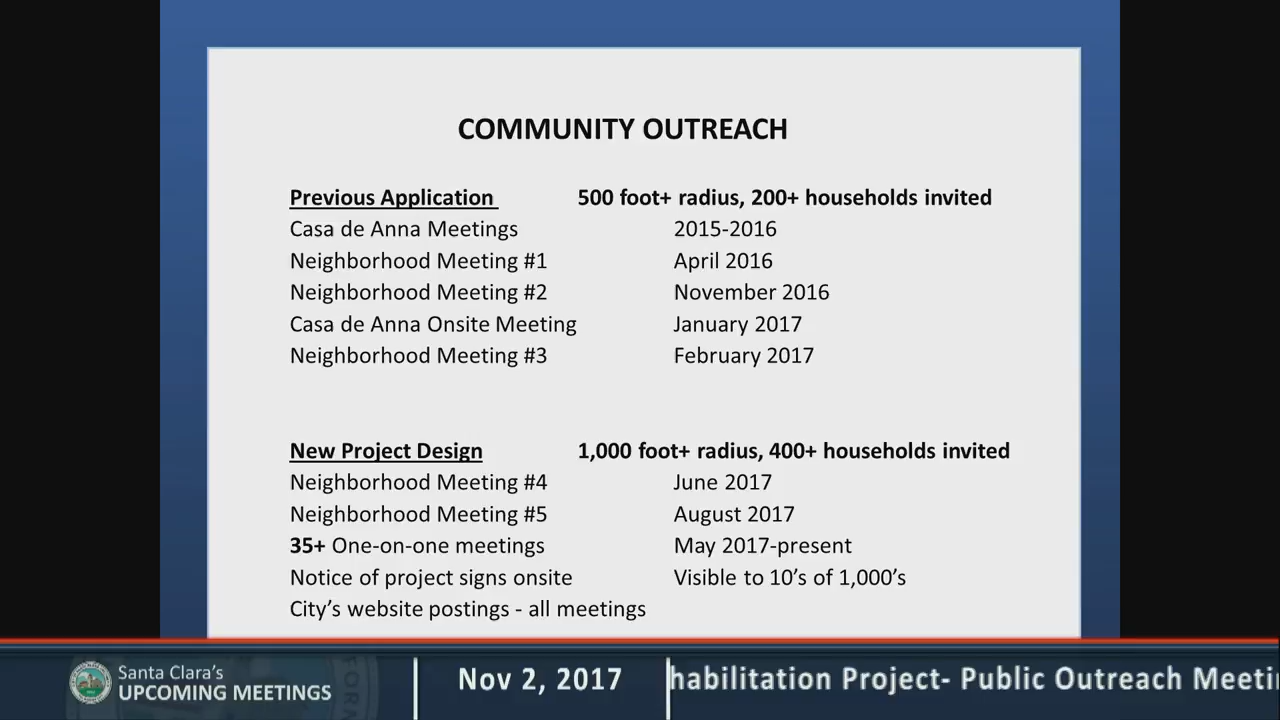 COMMUNITY OUTREACH
Previous Application 500 foot+ radius, 200+ households invited
Casa de Anna Meetings 2015-2016
Neighborhood Meeting #1 April 2016
Neighborhood Meeting #2 November 2016
Casa de Anna Onsite Meeting January 2017
Neighborhood Meeting #3 February 2017
New Project Design 1,000 foot+ radius, 400+ households invited
Neighborhood Meeting #4 June 2017
Neighborhood Meeting #5 August 2017
35+ One-on-one meetings May 2017-present
Notice of project signs onsite Visible to 10's of 1,000's
City's website postings - all meetings
Santa Clara's
UPCOMING MEETINGS
Nov 2, 2017
habilitation Project- Public Outreach Meeti